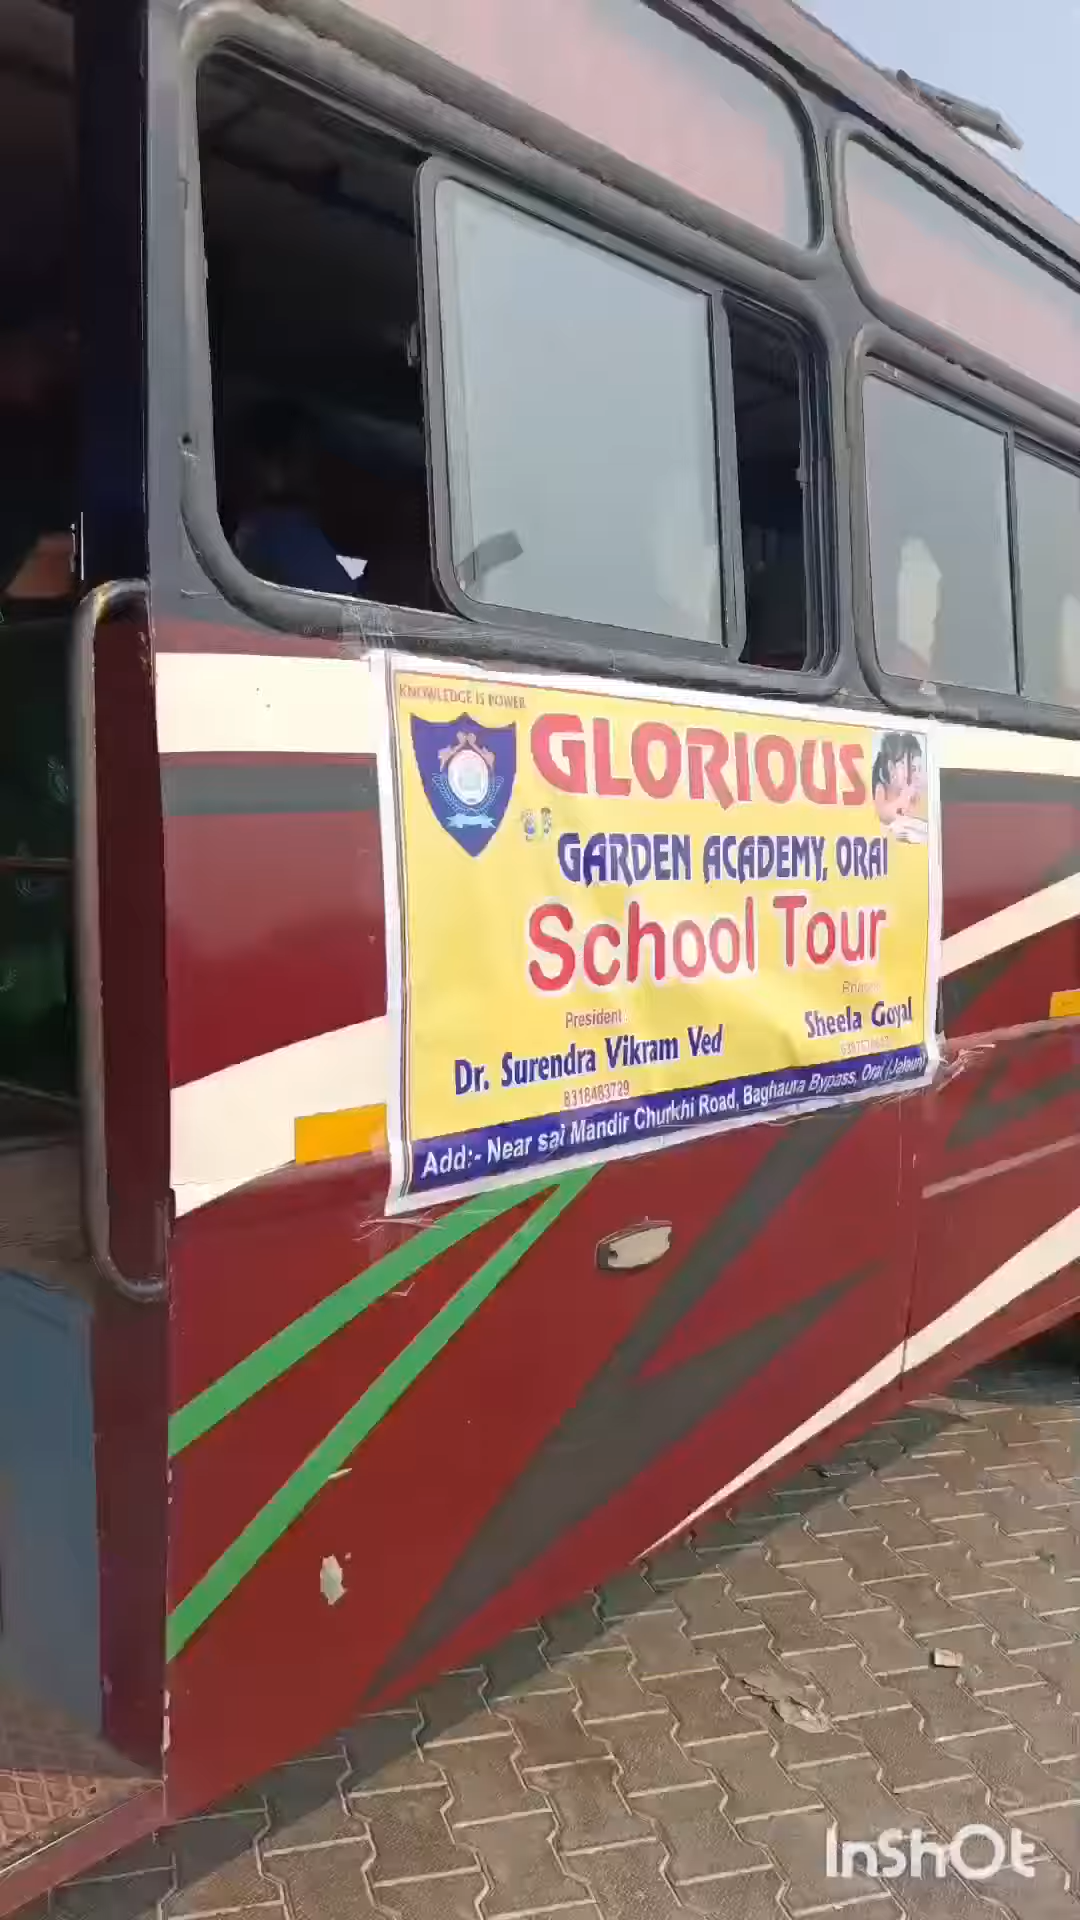 KNOWLEDGE IS POWER
GLORIOUS
GARDEN ACADEMY, ORAI
School Tour
President
Dr. Surendra Vikram Ved
8318483729
Sheela Goyal
Add:- Near sai Mandir Churkhi Road, Baghaura Bypass, Orai (Jalaun)
InShOt